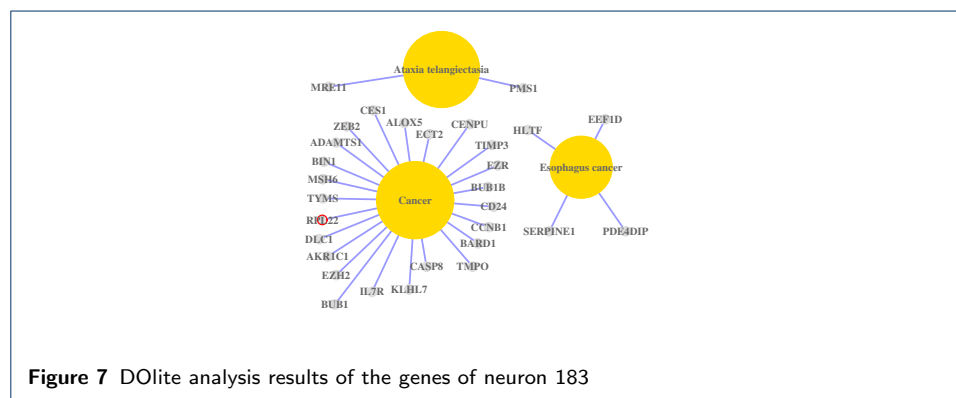 Ataxia telangiectasia
MRE11
PMS1
CES1
ALOX5
ZEB2
ECT2
CENPU
ADAMTS1
TIMP3
BIN1
EZR
MSH6
BUB1B
TYMS
Cancer
CD24
RPL22
CCNB1
DLC1
BARD1
AKR1C1
CASP8
TMPO
EZH2
IL7R
KLHL7
BUB1
HLTF
EEF1D
Esophagus cancer
SERPINE1
PDE4DIP
Figure 7 DOlite analysis results of the genes of neuron 183